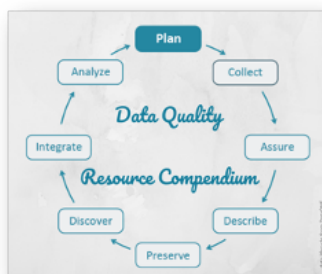 Plan
Analyze
Collect
Data Quality
Integrate
Assure
Resource Compendium
Discover
Describe
Preserve